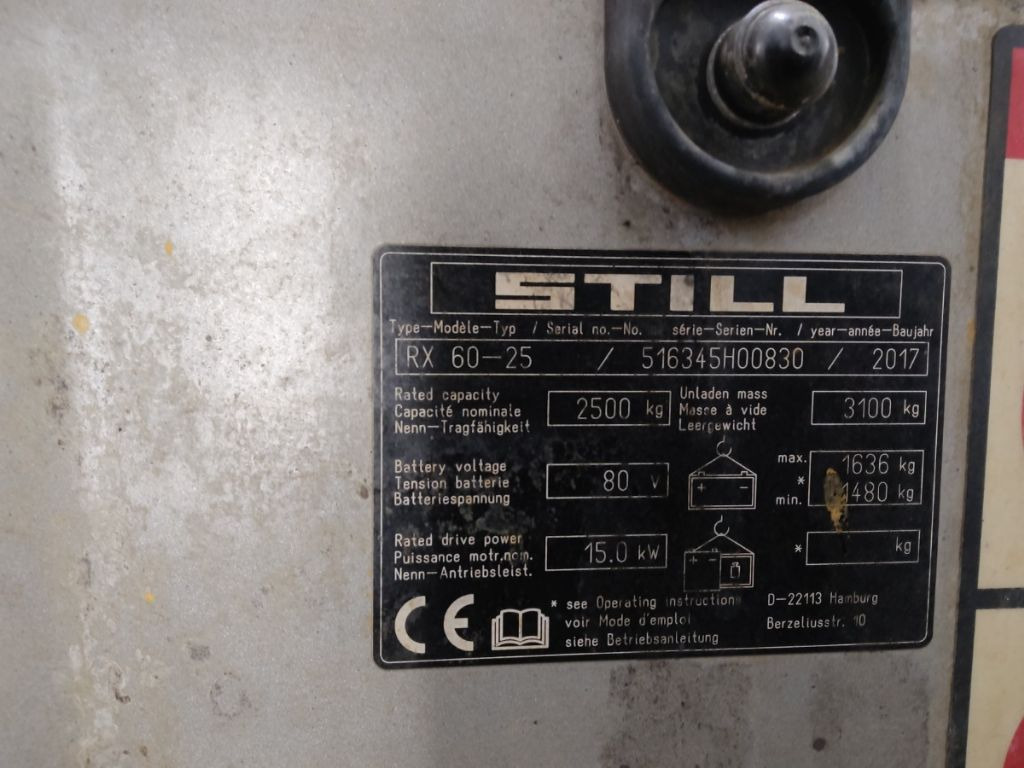 STILL
Type–Modèle–Typ / Serial no.–No. série–Serien–Nr. / year–année–Baujahr
RX 60–25 / 516345H00830 / 2017
Rated capacity
Capacité nominale
Nenn–Tragfähigkeit
2500 kg
Unladen mass
Masse à vide
Leergewicht
3100 kg
Battery voltage
Tension batterie
Batteriespannung
80 v
+ −
max. 1636 kg
*
min. 1480 kg
Rated drive power
Puissance motr.nom.
Nenn–Antriebsleist.
15.0 kW
+ −
* kg
CE
* see Operating instruction
voir Mode d'emploi
siehe Betriebsanleitung
D–22113 Hamburg
Berzeliusstr. 10